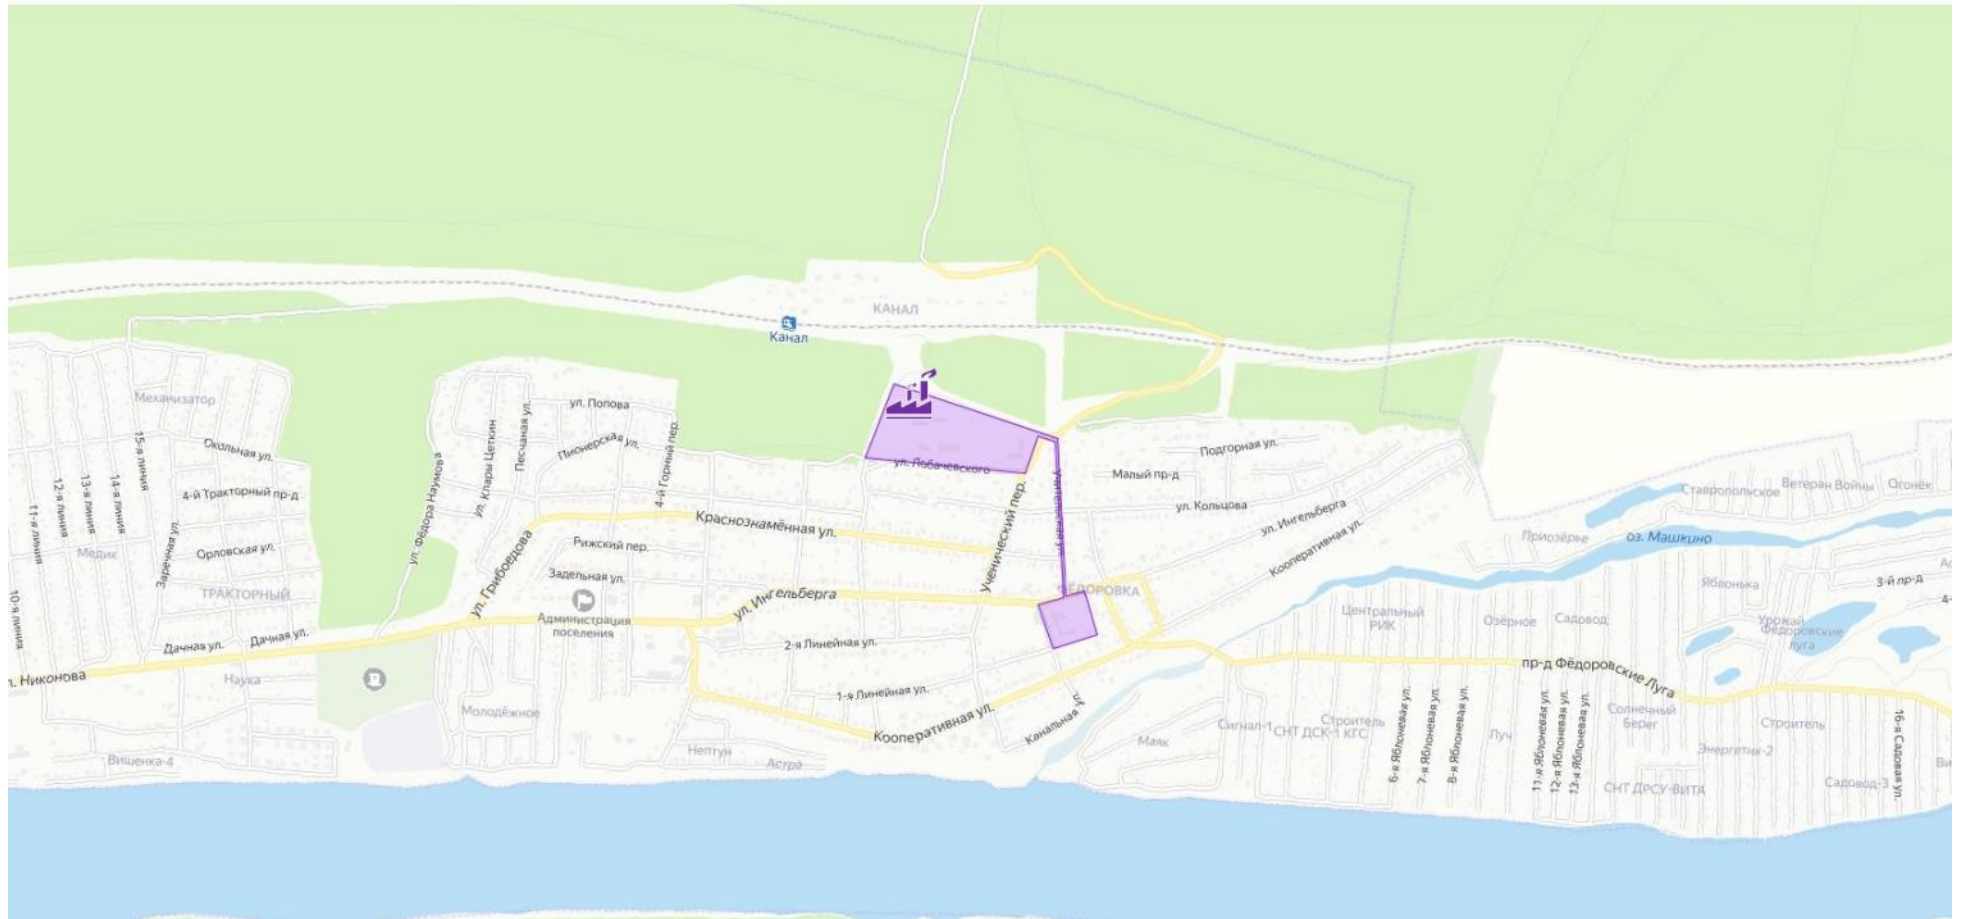 КАНАЛ
Канал
Механизатор
Окольная ул.
15-я линия
14-я линия
13-я линия
12-я линия
11-я линия
10-я линия
4-й Тракторный пр-д
Заречная ул.
Медик
Орловская ул.
ТРАКТОРНЫЙ
Дачная ул.
Дачная ул.
л. Никонова
Наука
Вишенка-4
ул. Фёдора Наумова
ул. Клары Цеткин
Песчаная ул.
ул. Попова
Пионерская ул.
4-й Горный пер.
Краснознамённая ул.
ул. Грибоедова
Рижский пер.
Задельная ул.
Администрация
поселения
ул. Ингельберга
2-я Линейная ул.
1-я Линейная ул.
Кооперативная ул.
Молодёжное
Нептун
Астра
ул. Лобачевского
Ученический пер.
Учительская ул.
ФЁДОРОВКА
Подгорная ул.
Малый пр-д
ул. Кольцова
ул. Ингельберга
Кооперативная ул.
Канальная ул.
Маяк
Ставропольское
Ветеран Войны
Огонёк
Приозёрье
оз. Машкино
Яблонька
3-й пр-д
4-
Центральный
РИК
Озёрное
Садовод
Урожай
Фёдоровские
луга
пр-д Фёдоровские Луга
Сигнал-1
СНТ ДСК-1 КГС
Строитель
6-я Яблоневая ул.
7-я Яблоневая ул.
8-я Яблоневая ул.
Луч
11-я Яблоневая ул.
12-я Яблоневая ул.
13-я Яблоневая ул.
Солнечный
Берег
Строитель
Энергетик-2
СНТ ДРСУ-ВИТА
Садовод-3
16-я Садовая ул.